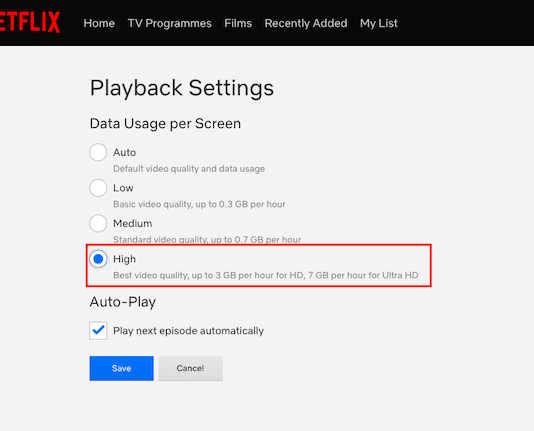 ETFLIX Home TV Programmes Films Recently Added My List
Playback Settings
Data Usage per Screen
Auto
Default video quality and data usage
Low
Basic video quality, up to 0.3 GB per hour
Medium
Standard video quality, up to 0.7 GB per hour
High
Best video quality, up to 3 GB per hour for HD, 7 GB per hour for Ultra HD
Auto-Play
Play next episode automatically
Save Cancel